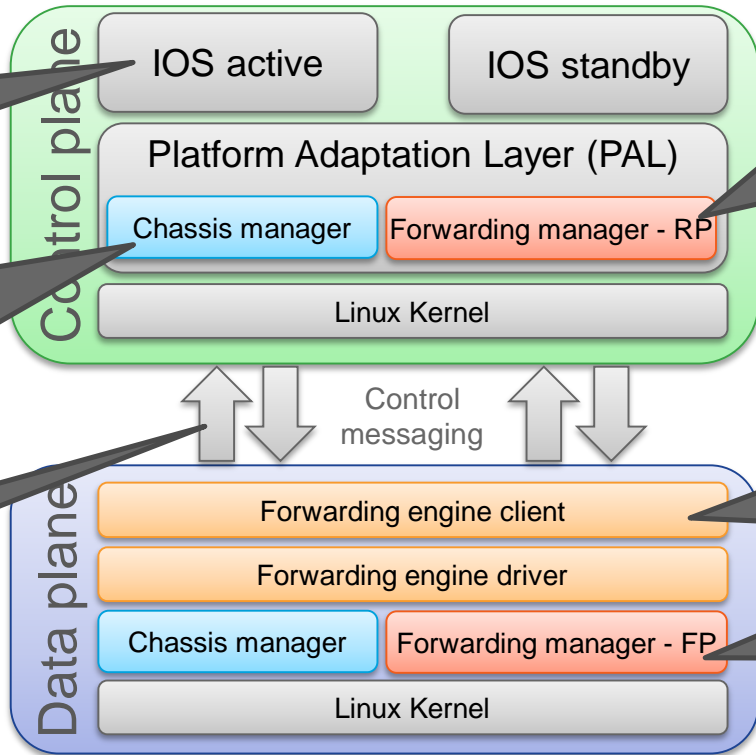 Control plane
IOS active
IOS standby
Platform Adaptation Layer (PAL)
Chassis manager
Forwarding manager - RP
Linux Kernel
Control
messaging
Data plane
Forwarding engine client
Forwarding engine driver
Chassis manager
Forwarding manager - FP
Linux Kernel